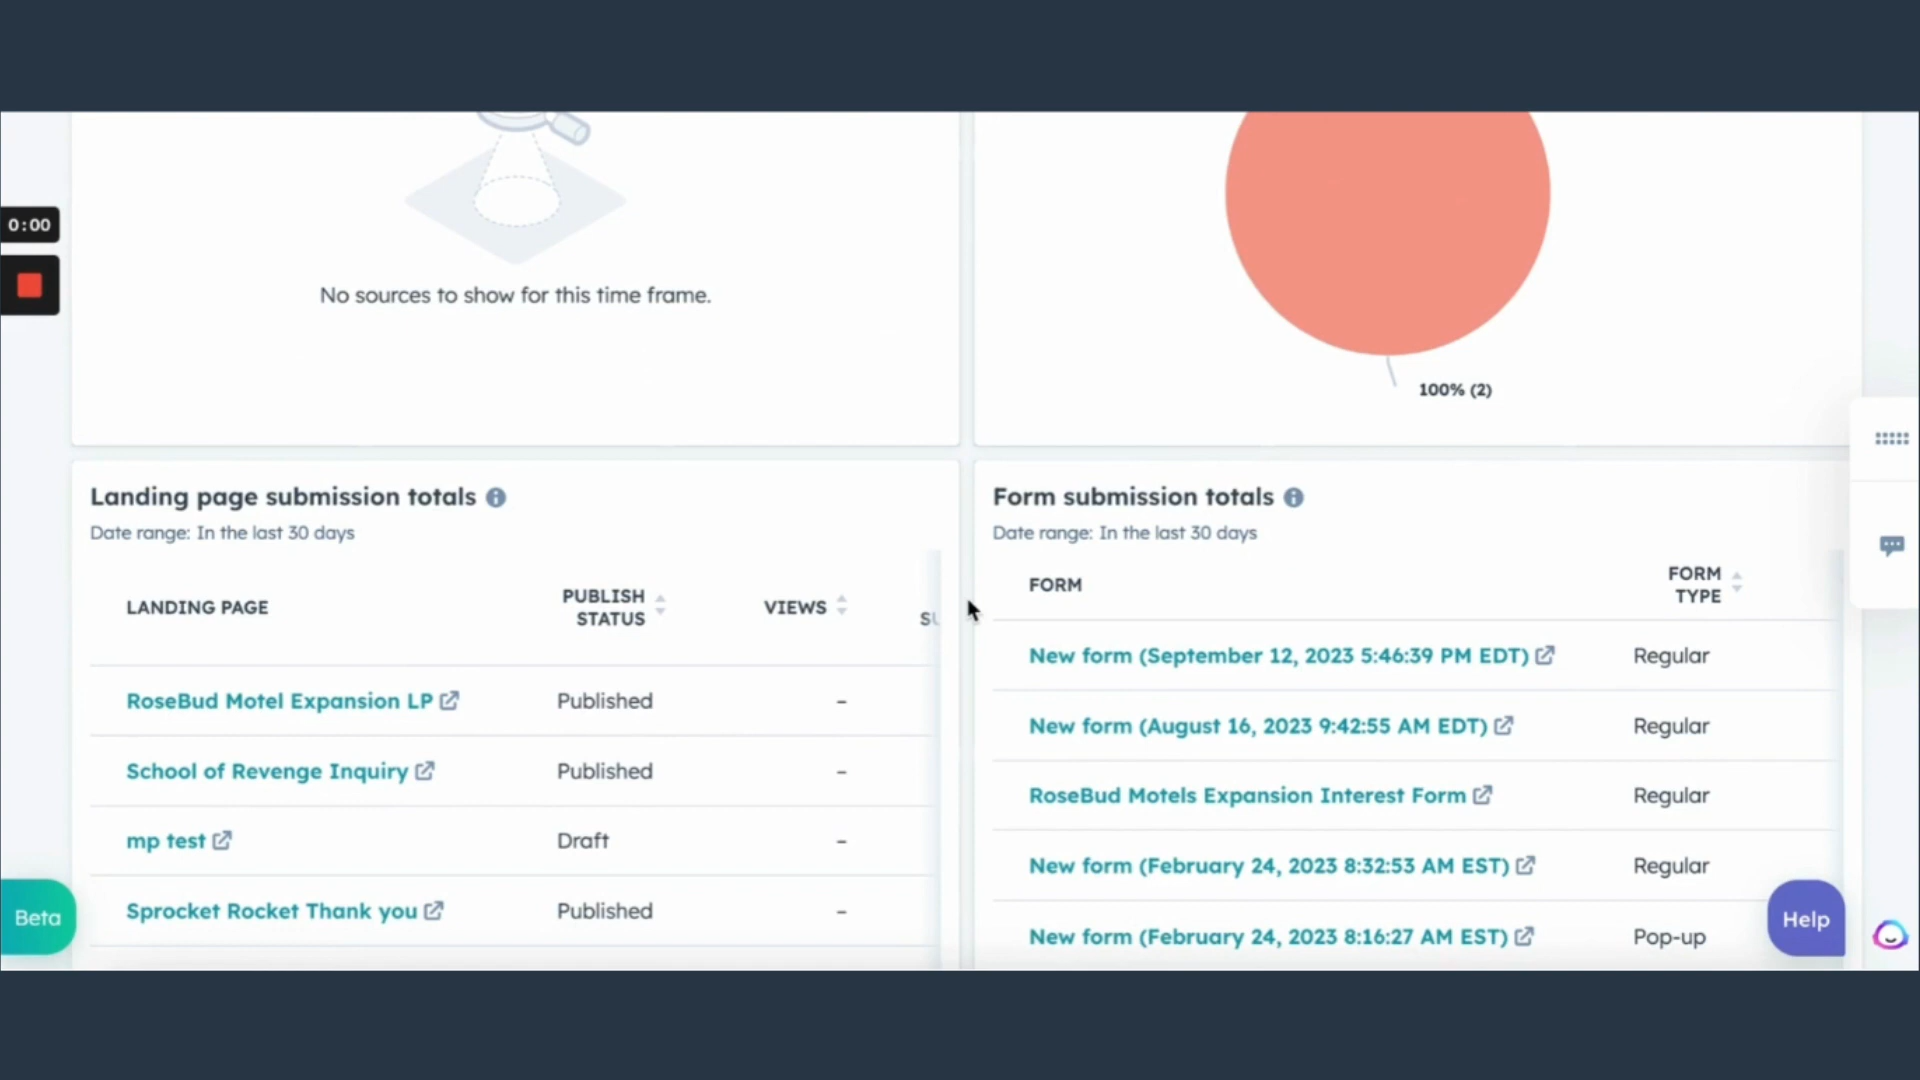 0:00
No sources to show for this time frame.
100% (2)
Landing page submission totals
Date range: In the last 30 days
LANDING PAGE
PUBLISH
STATUS
VIEWS
RoseBud Motel Expansion LP
Published
–
School of Revenge Inquiry
Published
–
mp test
Draft
–
Sprocket Rocket Thank you
Published
–
Form submission totals
Date range: In the last 30 days
FORM
FORM
TYPE
New form (September 12, 2023 5:46:39 PM EDT)
Regular
New form (August 16, 2023 9:42:55 AM EDT)
Regular
RoseBud Motels Expansion Interest Form
Regular
New form (February 24, 2023 8:32:53 AM EST)
Regular
New form (February 24, 2023 8:16:27 AM EST)
Pop-up
Beta
Help